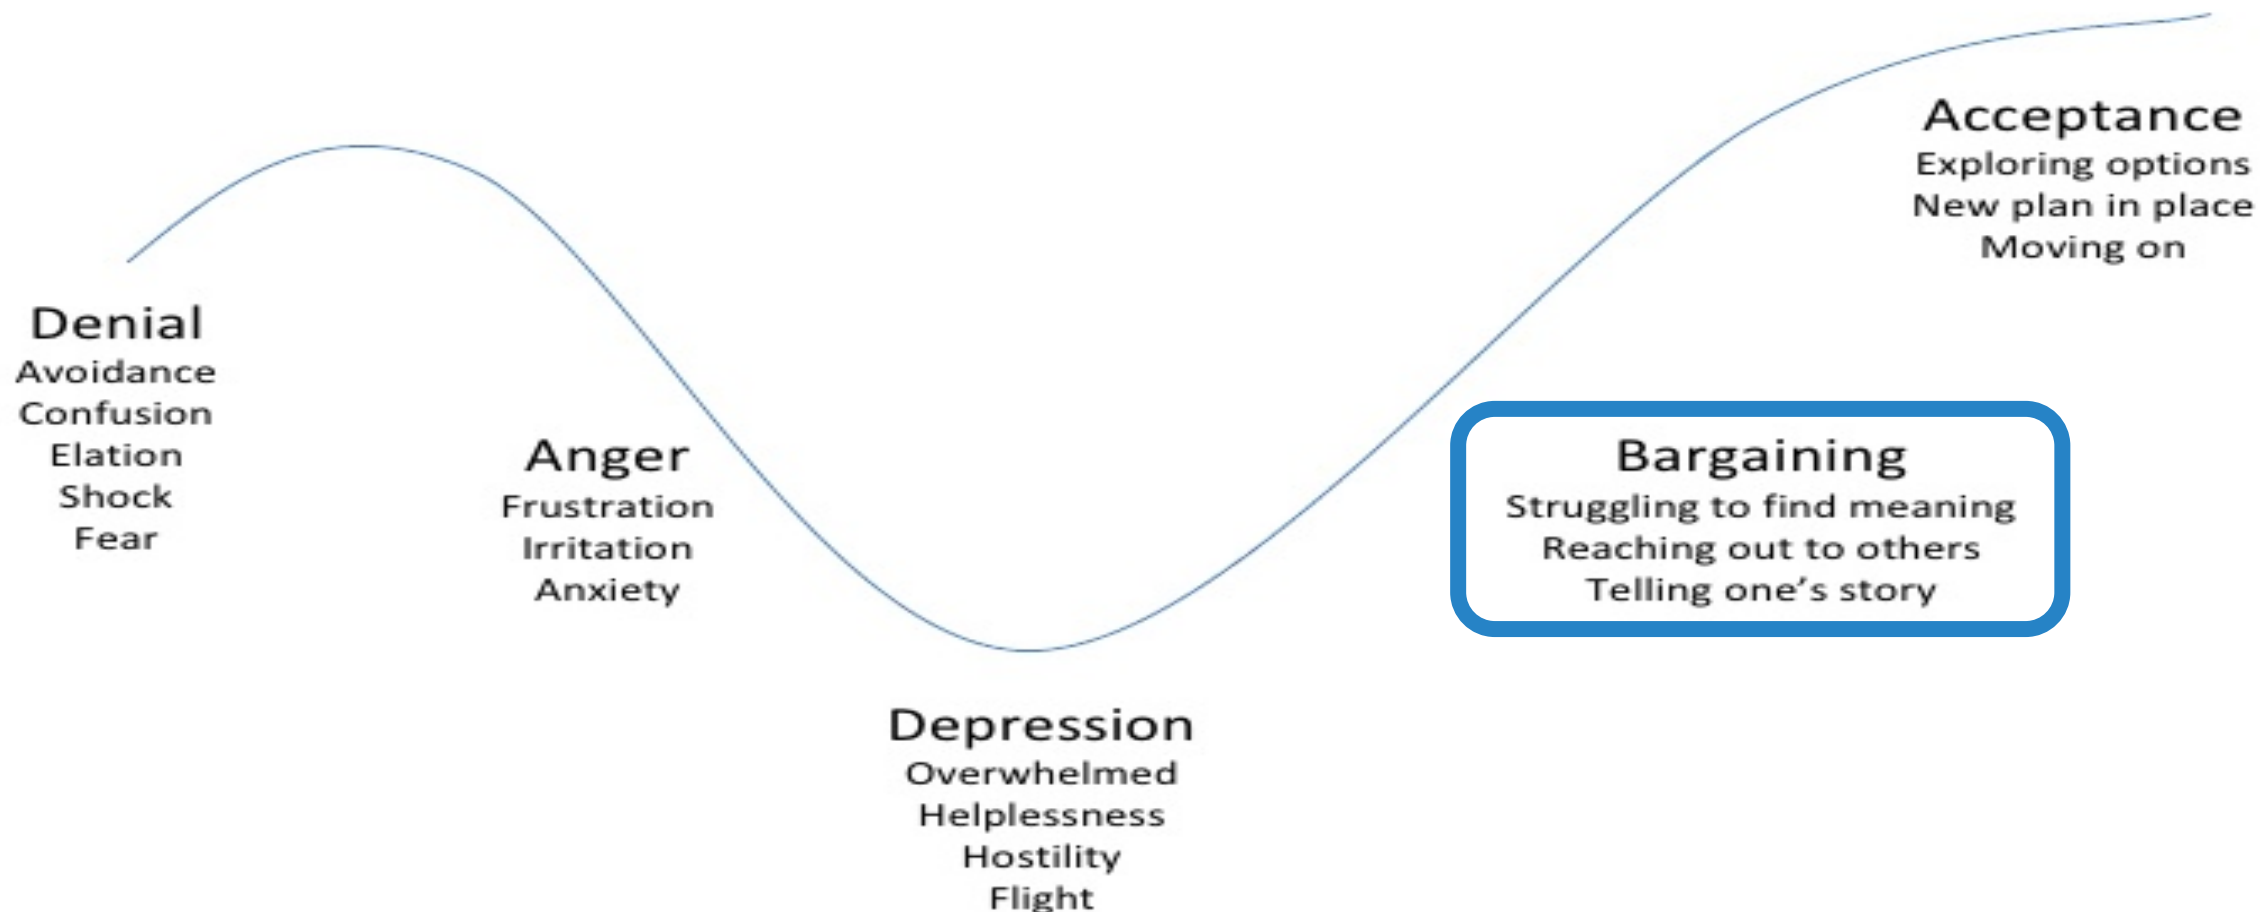 Denial
Avoidance
Confusion
Elation
Shock
Fear
Anger
Frustration
Irritation
Anxiety
Depression
Overwhelmed
Helplessness
Hostility
Flight
Bargaining
Struggling to find meaning
Reaching out to others
Telling one’s story
Acceptance
Exploring options
New plan in place
Moving on